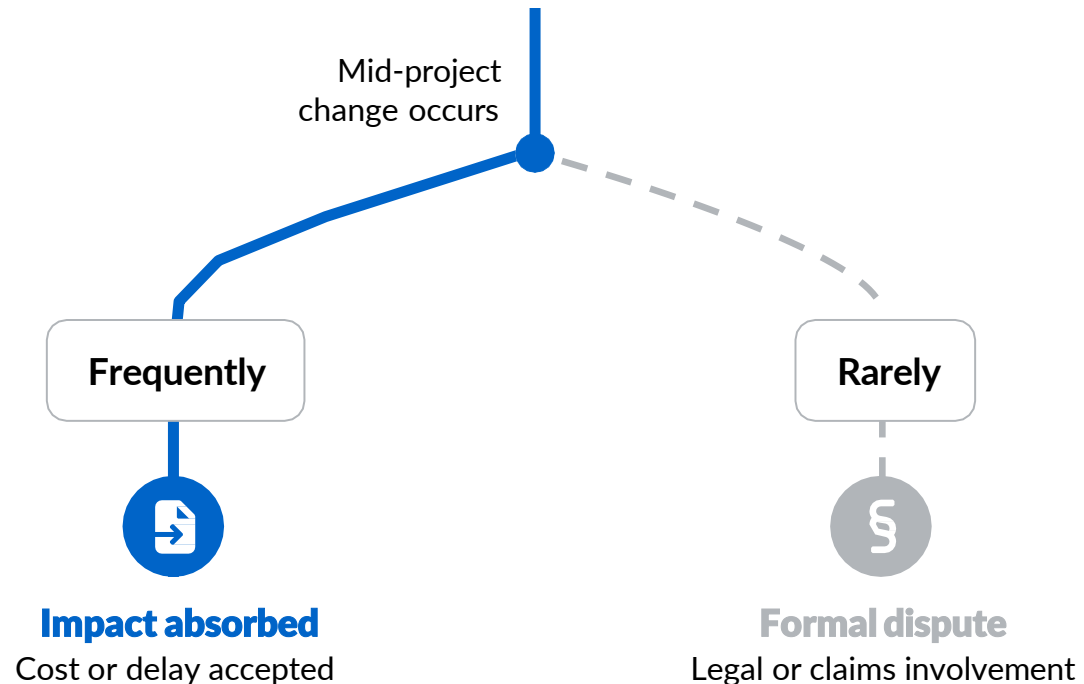 Mid-project
change occurs
Frequently
Rarely
§
Impact absorbed
Cost or delay accepted
Formal dispute
Legal or claims involvement